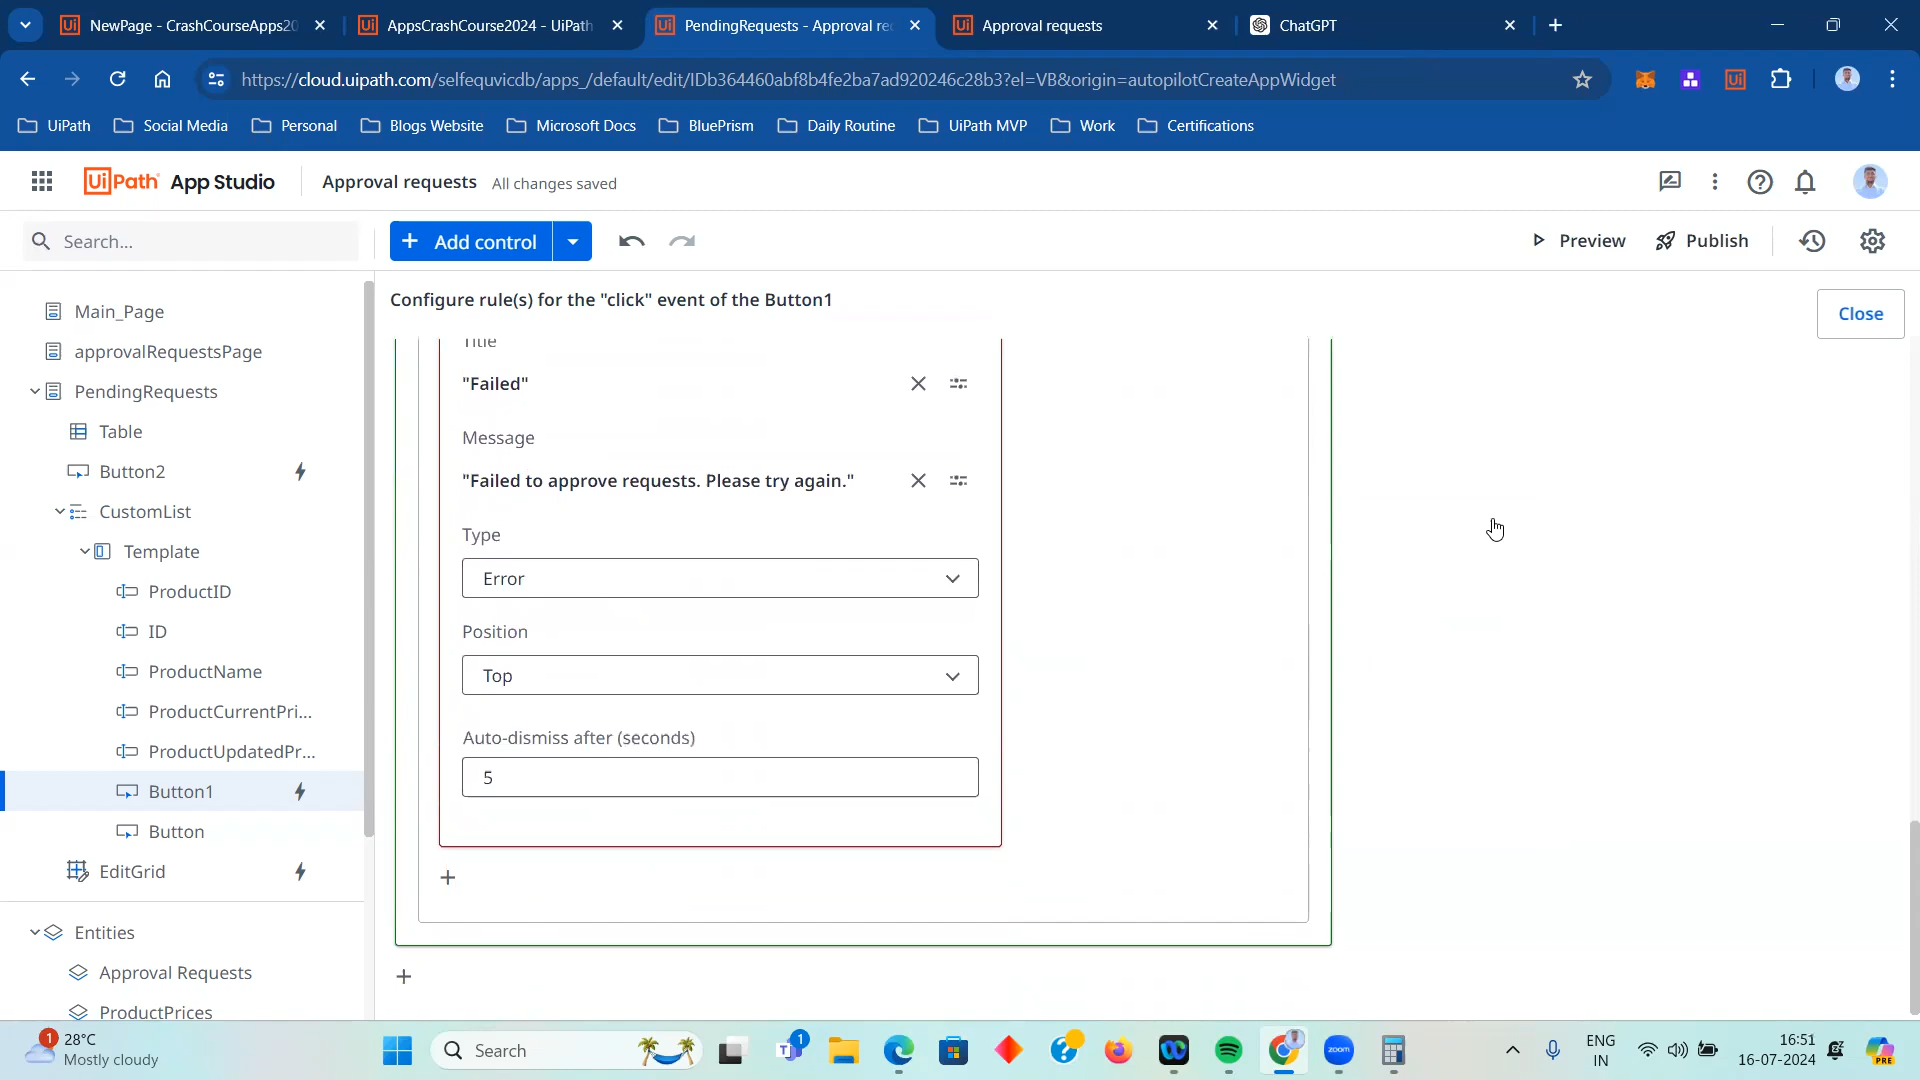 NewPage - CrashCourseApps20
AppsCrashCourse2024 - UiPath
PendingRequests - Approval re
Approval requests
ChatGPT
https://cloud.uipath.com/selfequvicdb/apps_/default/edit/IDb364460abf8b4fe2ba7ad920246c28b3?el=VB&origin=autopilotCreateAppWidget
UiPath
Social Media
Personal
Blogs Website
Microsoft Docs
BluePrism
Daily Routine
UiPath MVP
Work
Certifications
UiPath App Studio
Approval requests
All changes saved
Search...
Add control
Preview
Publish
Main_Page
approvalRequestsPage
PendingRequests
Table
Button2
CustomList
Template
ProductID
ID
ProductName
ProductCurrentPri...
ProductUpdatedPr...
Button1
Button
EditGrid
Entities
Approval Requests
ProductPrices
Configure rule(s) for the "click" event of the Button1
Close
Title
"Failed"
Message
"Failed to approve requests. Please try again."
Type
Error
Position
Top
Auto-dismiss after (seconds)
5
1
28°C
Mostly cloudy
Search
1
zoom
ENG
IN
16:51
16-07-2024
PRE